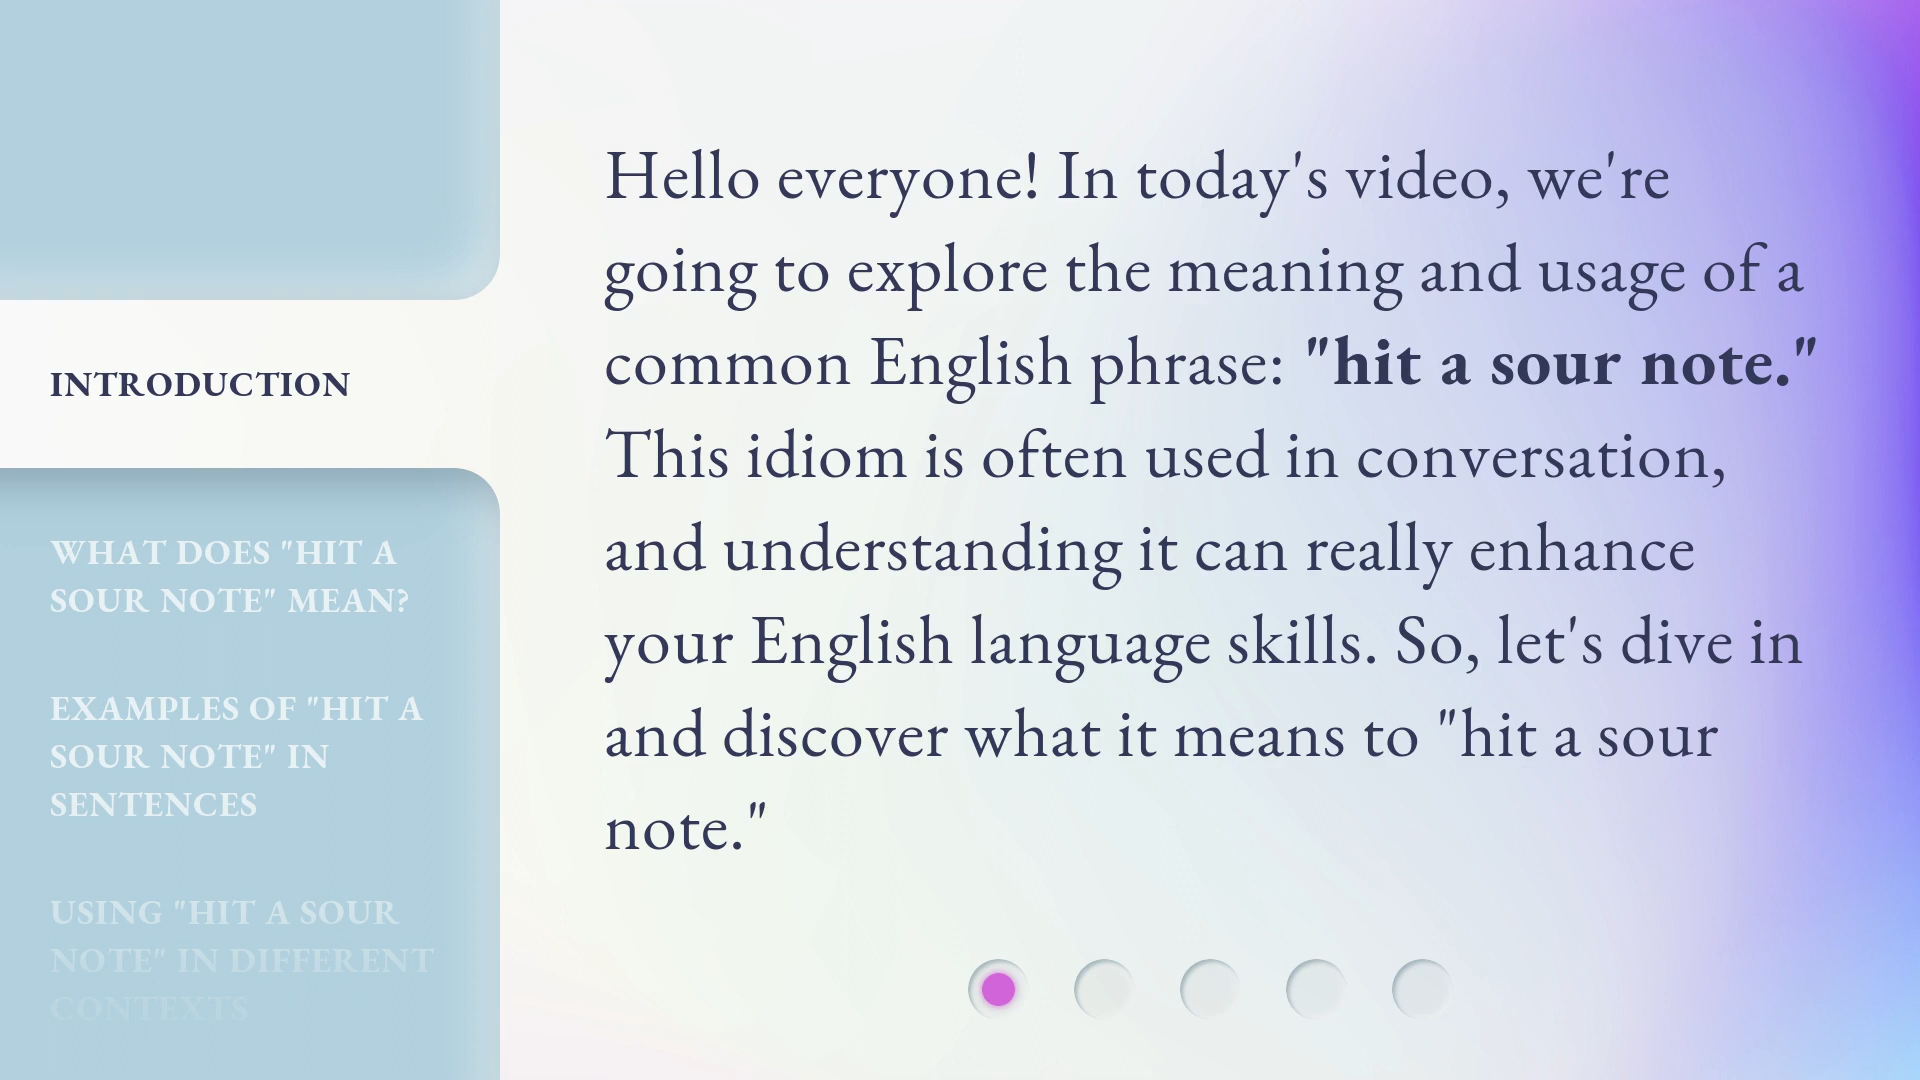 INTRODUCTION
WHAT DOES "HIT A
SOUR NOTE" MEAN?
EXAMPLES OF "HIT A
SOUR NOTE" IN
SENTENCES
USING "HIT A SOUR
NOTE" IN DIFFERENT
CONTEXTS
Hello everyone! In today's video, we're
going to explore the meaning and usage of a
common English phrase: "hit a sour note."
This idiom is often used in conversation,
and understanding it can really enhance
your English language skills. So, let's dive in
and discover what it means to "hit a sour
note."